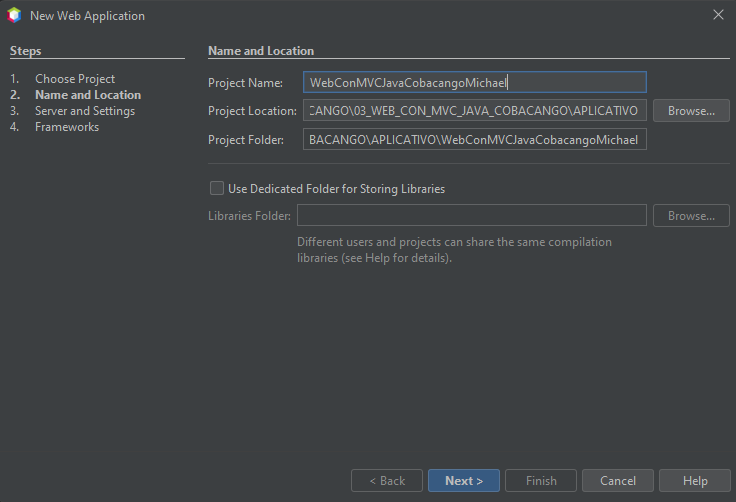 New Web Application
Steps
1. Choose Project
2. Name and Location
3. Server and Settings
4. Frameworks
Name and Location
Project Name: WebConMVCJavaCobacangoMichael
Project Location: CANGO\03_WEB_CON_MVC_JAVA_COBACANGO\APLICATIVO Browse...
Project Folder: BACANGO\APLICATIVO\WebConMVCJavaCobacangoMichael
Use Dedicated Folder for Storing Libraries
Libraries Folder: Browse...
Different users and projects can share the same compilation
libraries (see Help for details).
< Back Next > Finish Cancel Help